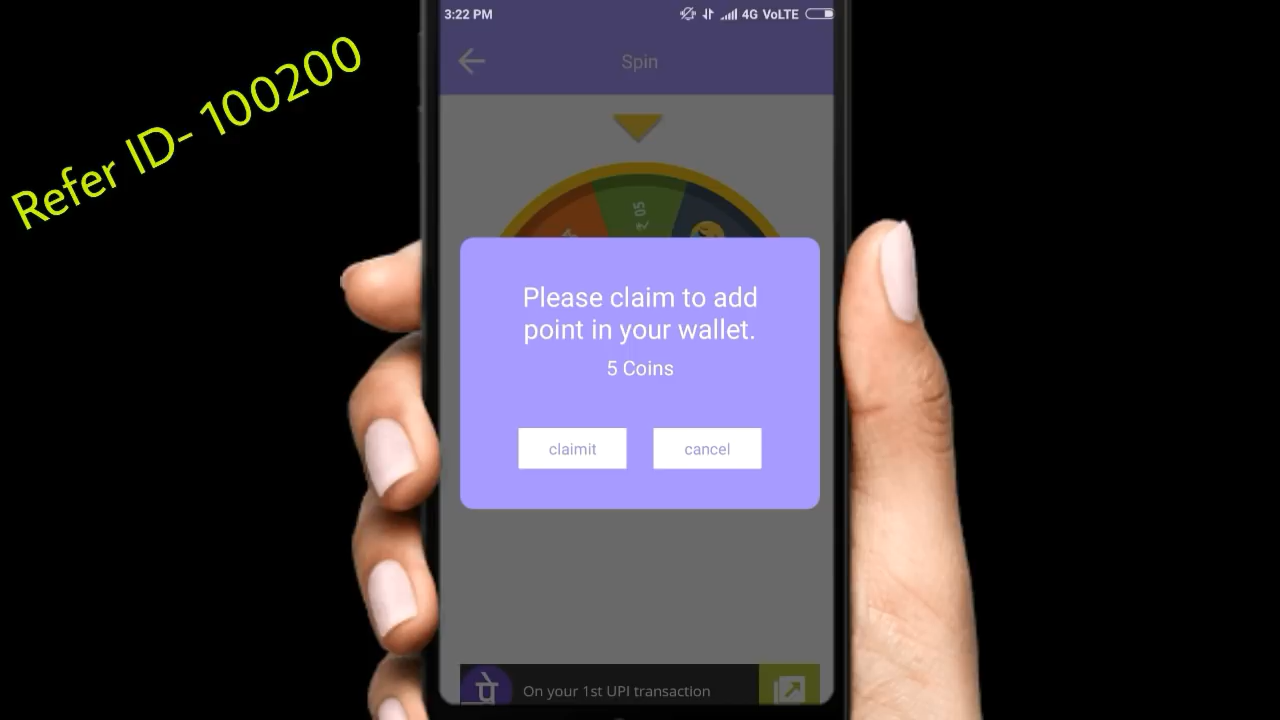 Refer ID- 100200
3:22 PM
4G VoLTE
Spin
₹ 05
Please claim to add
point in your wallet.
5 Coins
claimit
cancel
पे
On your 1st UPI transaction